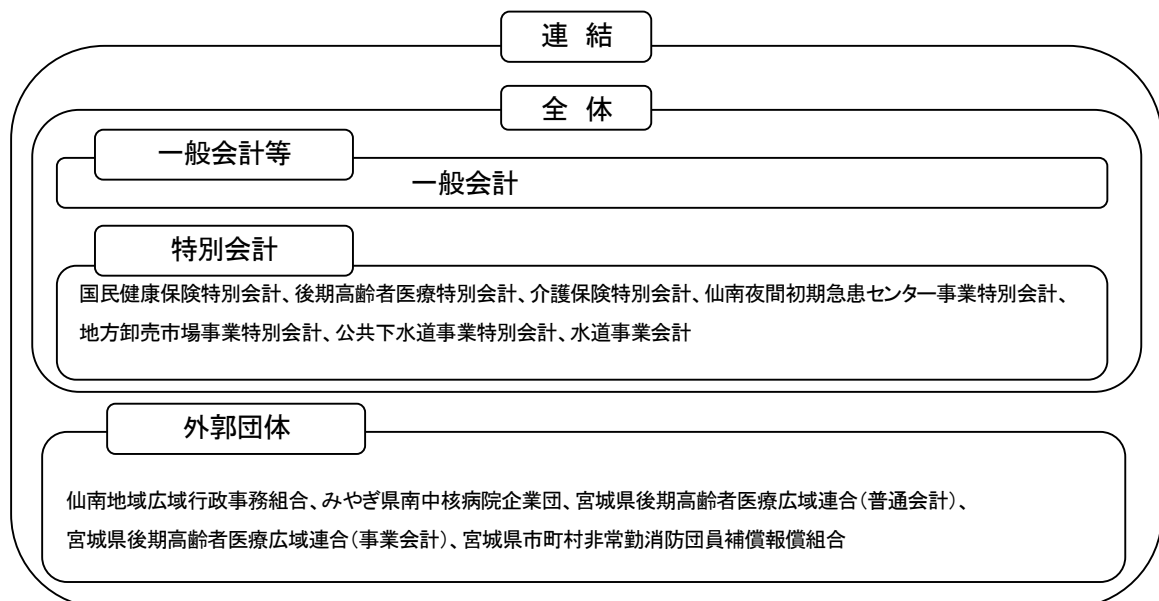 連 結
全 体
一般会計等
一般会計
特別会計
国民健康保険特別会計、後期高齢者医療特別会計、介護保険特別会計、仙南夜間初期急患センター事業特別会計、
地方卸売市場事業特別会計、公共下水道事業特別会計、水道事業会計
外郭団体
仙南地域広域行政事務組合、みやぎ県南中核病院企業団、宮城県後期高齢者医療広域連合（普通会計）、
宮城県後期高齢者医療広域連合（事業会計）、宮城県市町村非常勤消防団員補償報償組合